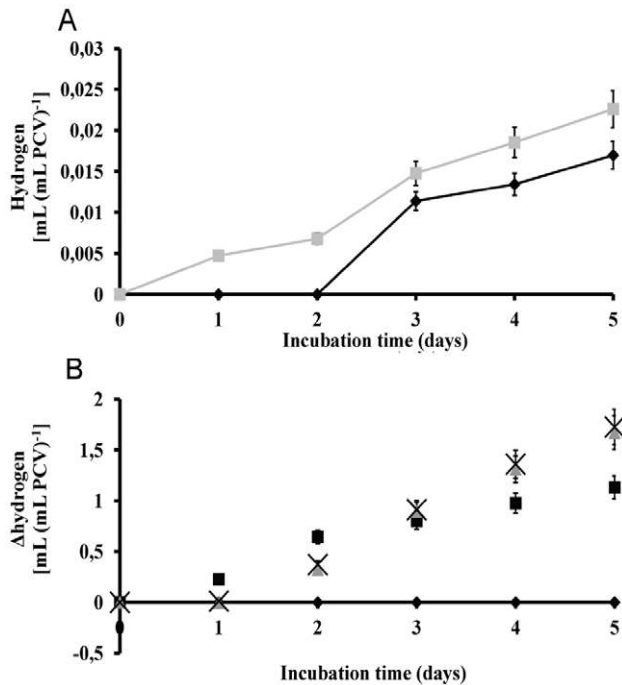 A
0,03
0,025
0,02
0,015
0,01
0,005
0
Hydrogen
[mL (mL PCV)-1]
0 1 2 3 4 5
Incubation time (days)
B
2
1,5
1
0,5
0
-0,5
Δhydrogen
[mL (mL PCV)-1]
0 1 2 3 4 5
Incubation time (days)